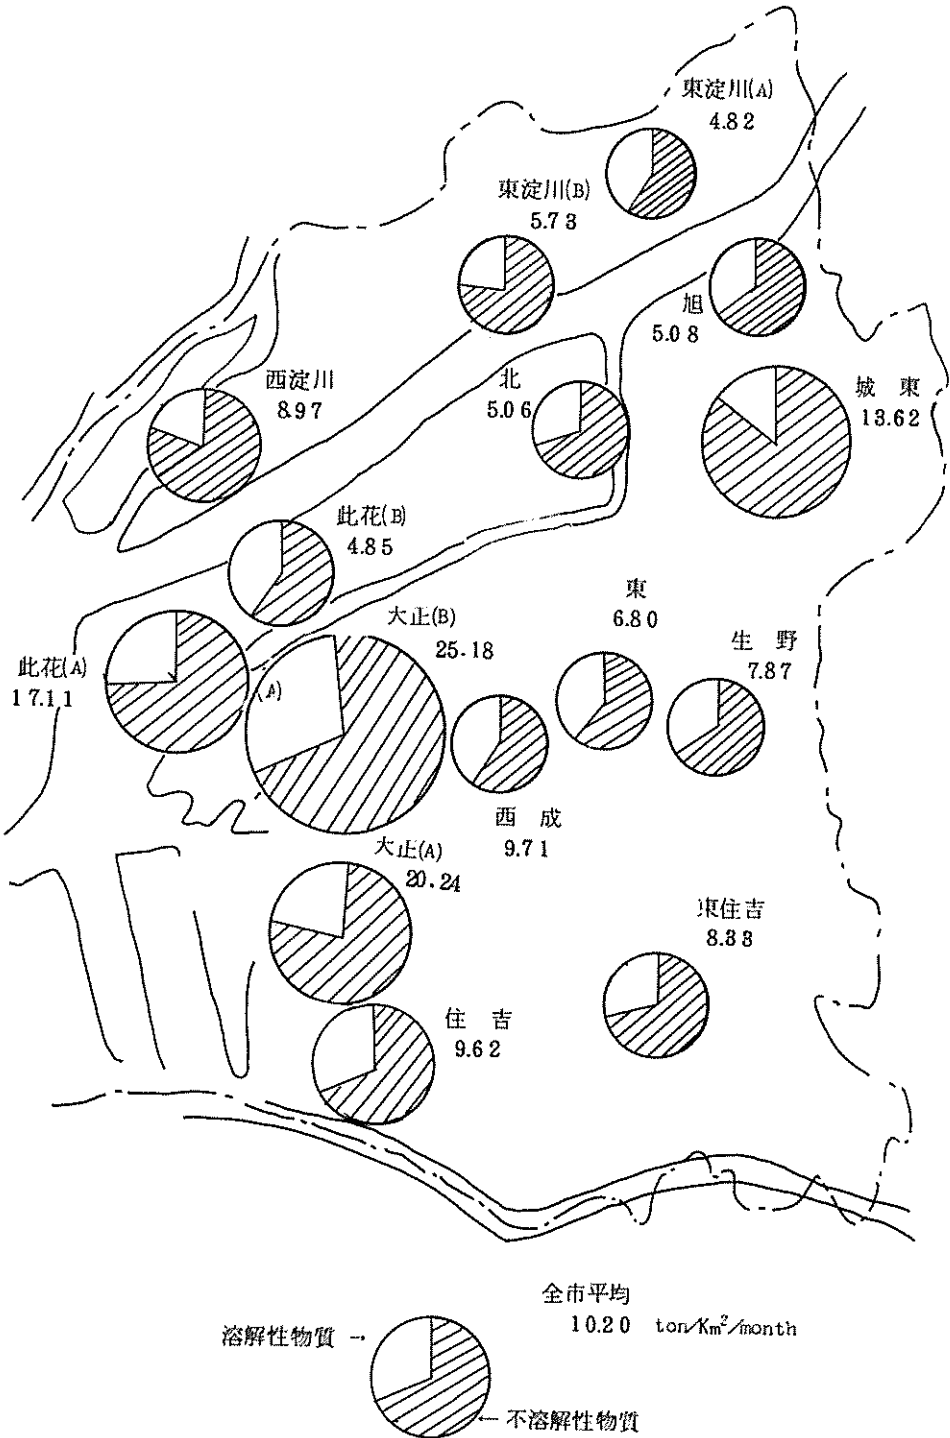 東淀川(A)
4.82
東淀川(B)
5.73
旭
5.08
西淀川
8.97
北
5.06
城 東
13.62
此花(B)
4.85
東
6.80
大正(B)
25.18
生 野
7.87
此花(A)
17.11
(A)
西 成
9.71
大正(A)
20.24
東住吉
8.33
住 吉
9.62
全市平均
10.20 ton/Km²/month
溶解性物質 →
← 不溶解性物質